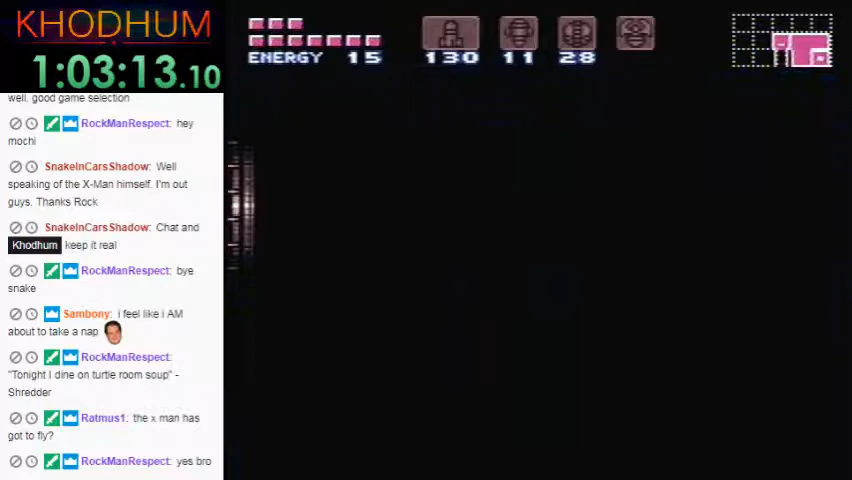 KHODHUM
1:03:13.10
ENERGY 15
130 11 28
well. good game selection
RockManRespect: hey
mochi
SnakeInCarsShadow: Well
speaking of the X-Man himself. I'm out
guys. Thanks Rock
SnakeInCarsShadow: Chat and
Khodhum keep it real
RockManRespect: bye
snake
Sambony: i feel like i AM
about to take a nap
RockManRespect:
"Tonight I dine on turtle room soup" -
Shredder
Ratmus1: the x man has
got to fly?
RockManRespect: yes bro